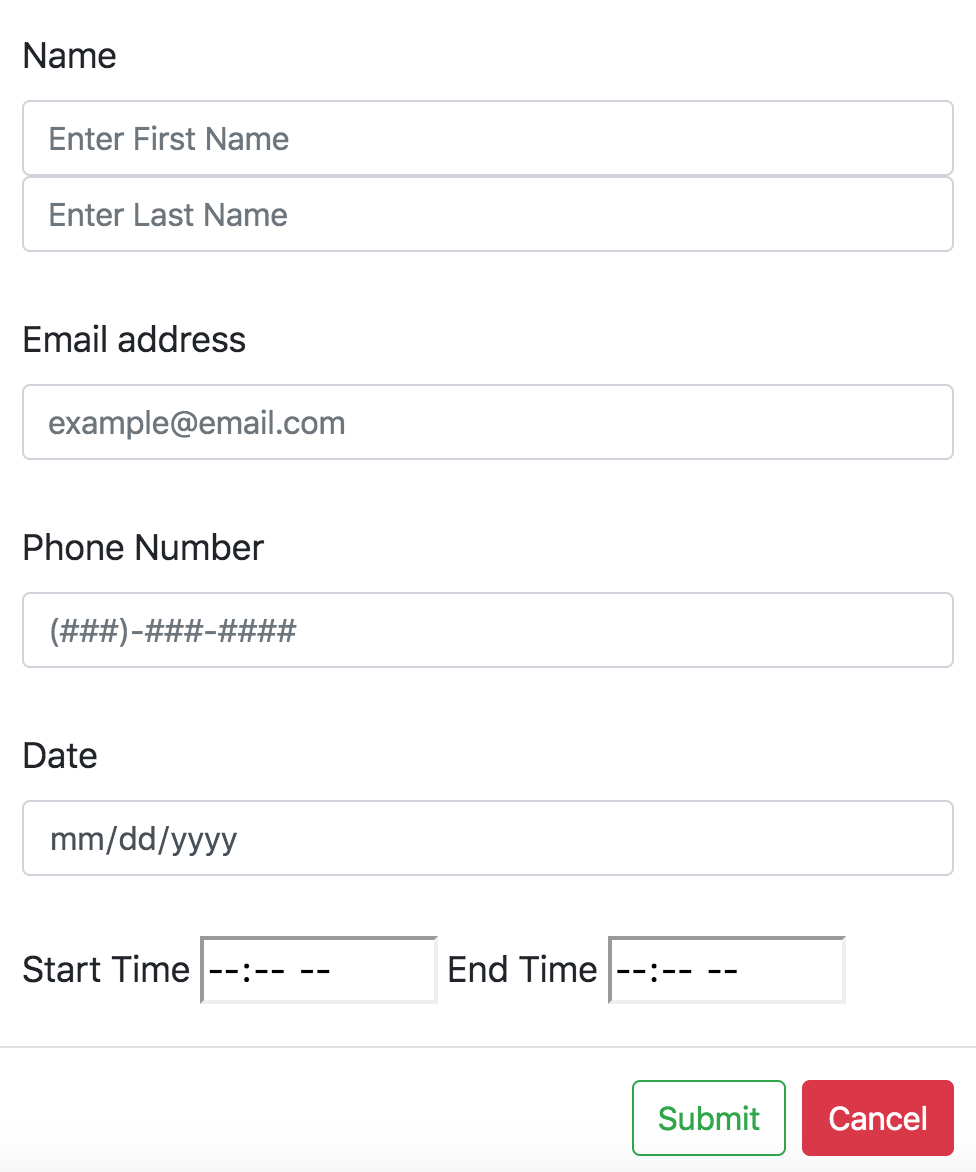 Name
Enter First Name
Enter Last Name
Email address
example@email.com
Phone Number
(###)-###-####
Date
mm/dd/yyyy
Start Time --:-- -- End Time --:-- --
Submit Cancel